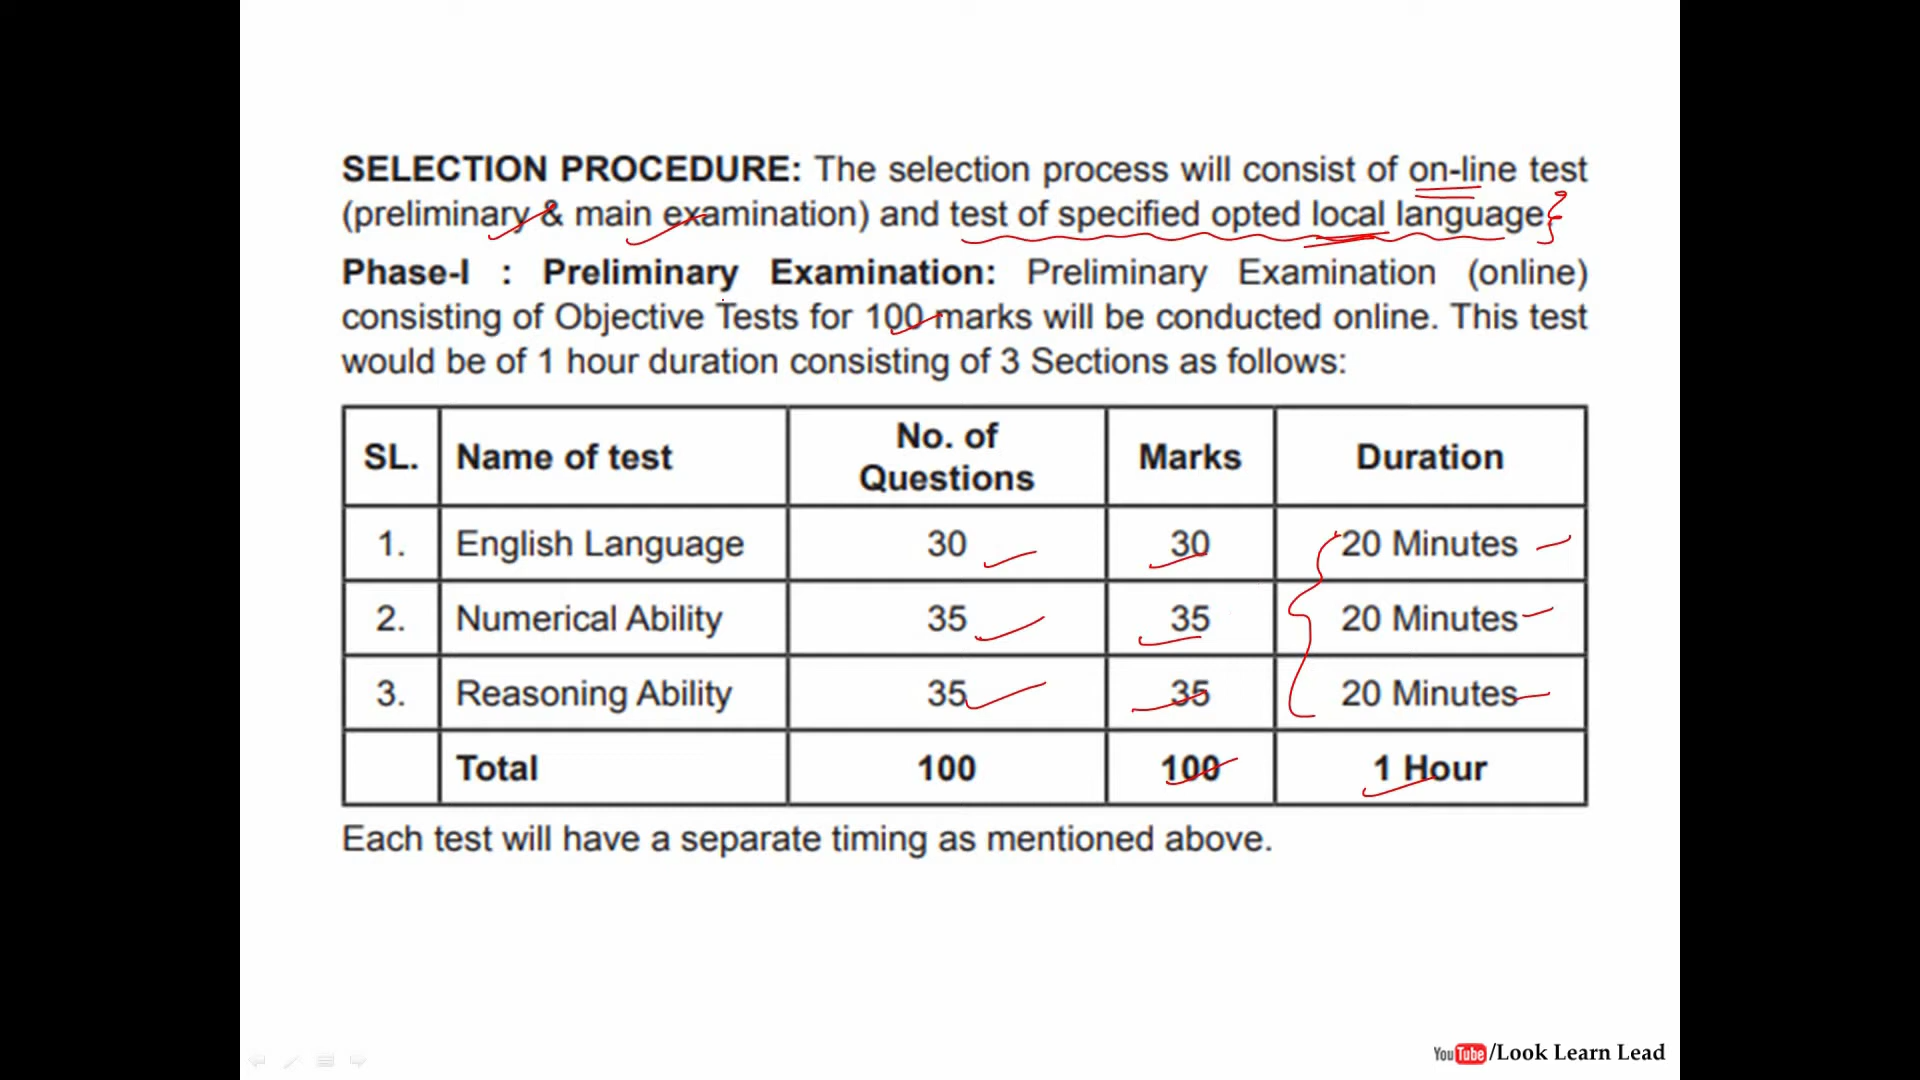 SELECTION PROCEDURE: The selection process will consist of on-line test
(preliminary & main examination) and test of specified opted local language
Phase-I : Preliminary Examination: Preliminary Examination (online)
consisting of Objective Tests for 100 marks will be conducted online. This test
would be of 1 hour duration consisting of 3 Sections as follows:
SL. Name of test No. of Questions Marks Duration
1. English Language 30 30 20 Minutes
2. Numerical Ability 35 35 20 Minutes
3. Reasoning Ability 35 35 20 Minutes
Total 100 100 1 Hour
Each test will have a separate timing as mentioned above.
YouTube/Look Learn Lead